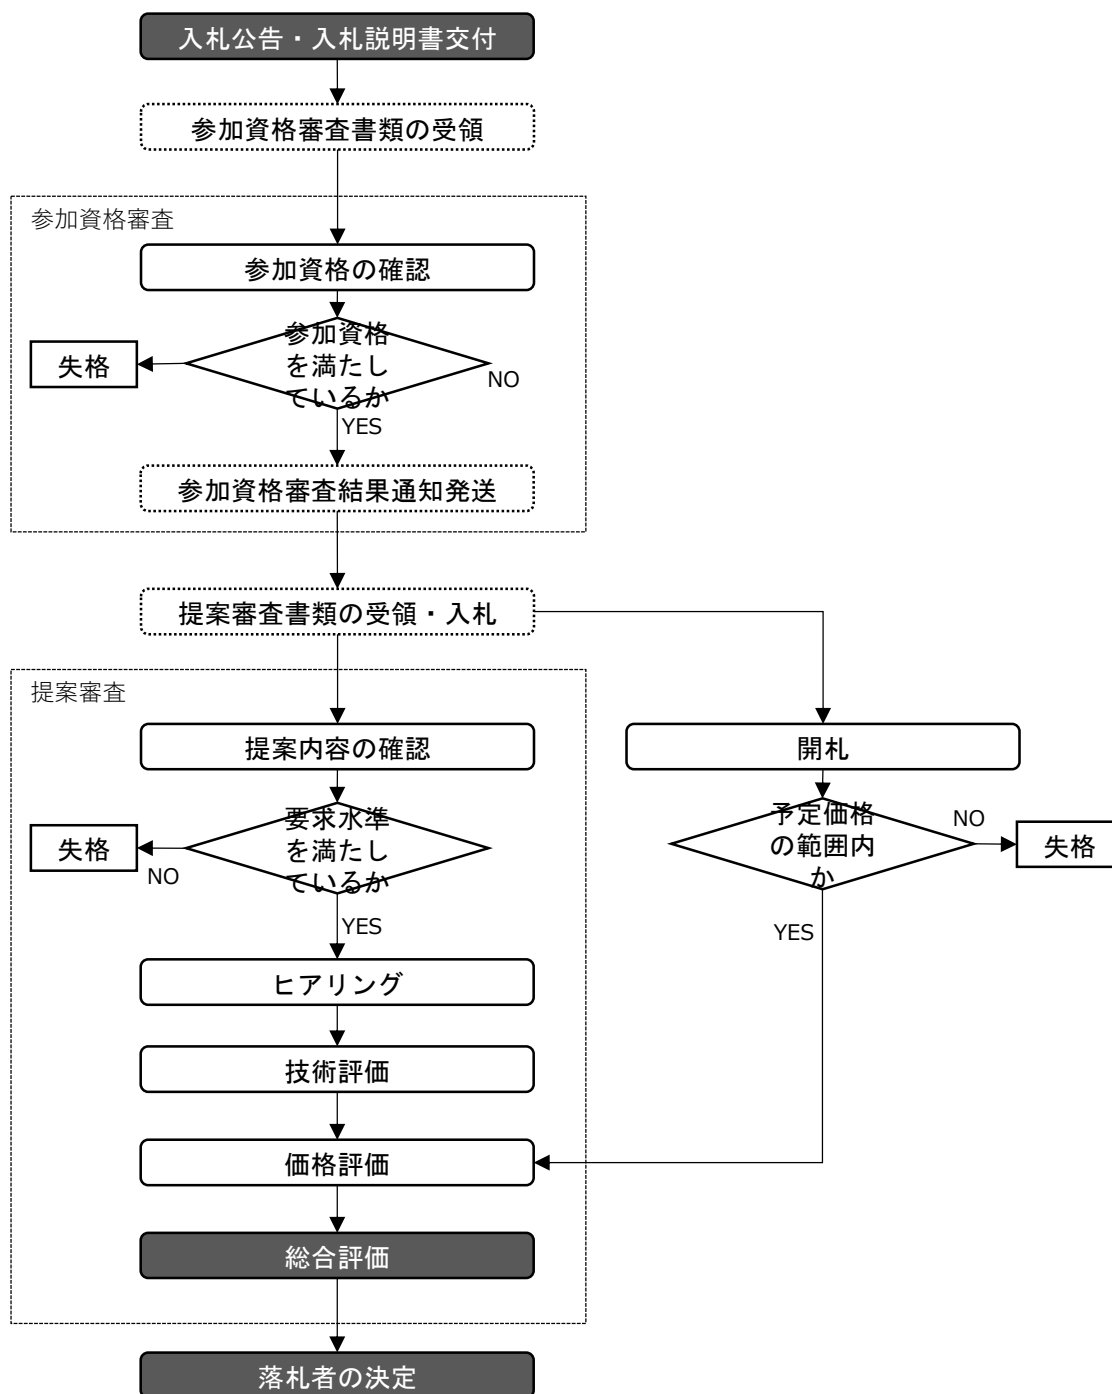 入札公告・入札説明書交付
参加資格審査書類の受領
参加資格審査
参加資格の確認
参加資格
を満たし
ているか
失格
NO
YES
参加資格審査結果通知発送
提案審査書類の受領・入札
提案審査
提案内容の確認
要求水準
を満たし
ているか
失格
NO
YES
開札
予定価格
の範囲内
か
NO
失格
YES
ヒアリング
技術評価
価格評価
総合評価
落札者の決定